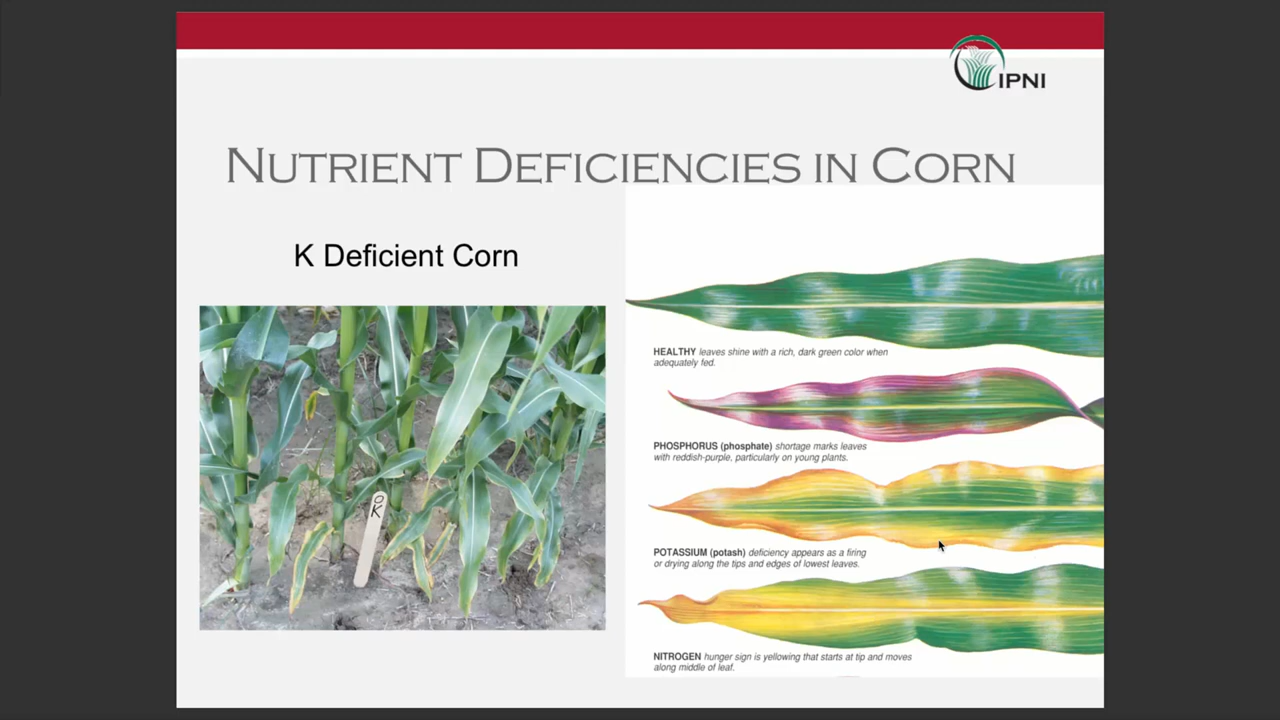 IPNI
NUTRIENT DEFICIENCIES IN CORN
K Deficient Corn
0K
HEALTHY leaves shine with a rich, dark green color when
adequately fed.
PHOSPHORUS (phosphate) shortage marks leaves
with reddish-purple, particularly on young plants.
POTASSIUM (potash) deficiency appears as a firing
or drying along the tips and edges of lowest leaves.
NITROGEN hunger sign is yellowing that starts at tip and moves
along middle of leaf.